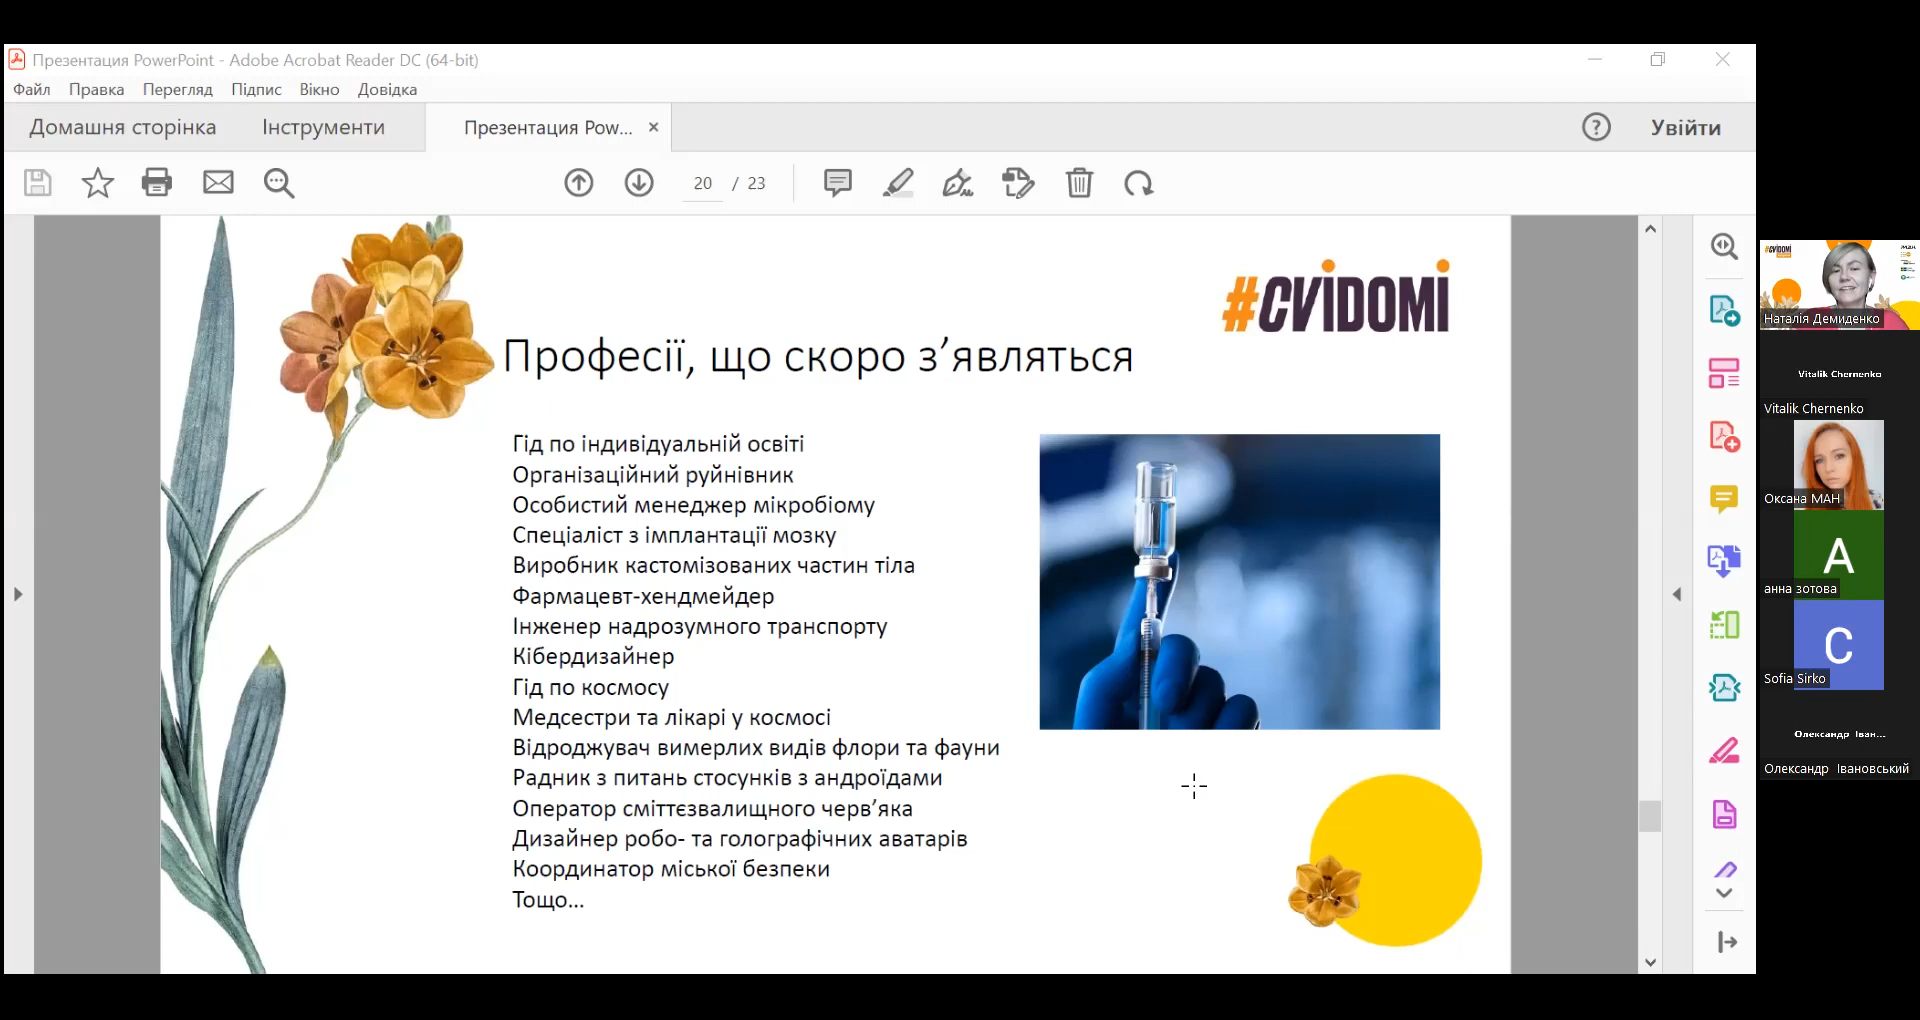 Презентация PowerPoint - Adobe Acrobat Reader DC (64-bit)
Файл Правка Перегляд Підпис Вікно Довідка
Домашня сторінка Інструменти Презентация Pow... × Увійти
20 / 23
#CVIDOMI
Професії, що скоро з’являться
Гід по індивідуальній освіті
Організаційний руйнівник
Особистий менеджер мікробіому
Спеціаліст з імплантації мозку
Виробник кастомізованих частин тіла
Фармацевт-хендмейдер
Інженер надрозумного транспорту
Кібердизайнер
Гід по космосу
Медсестри та лікарі у космосі
Відроджувач вимерлих видів флори та фауни
Радник з питань стосунків з андроїдами
Оператор сміттєзвалищного черв’яка
Дизайнер робо- та голографічних аватарів
Координатор міської безпеки
Тощо...
#CVIDOMI
Наталія Демиденко
Vitalik Chernenko
Vitalik Chernenko
Оксана МАН
А
анна зотова
С
Sofia Sirko
Олександр Іван...
Олександр Івановський